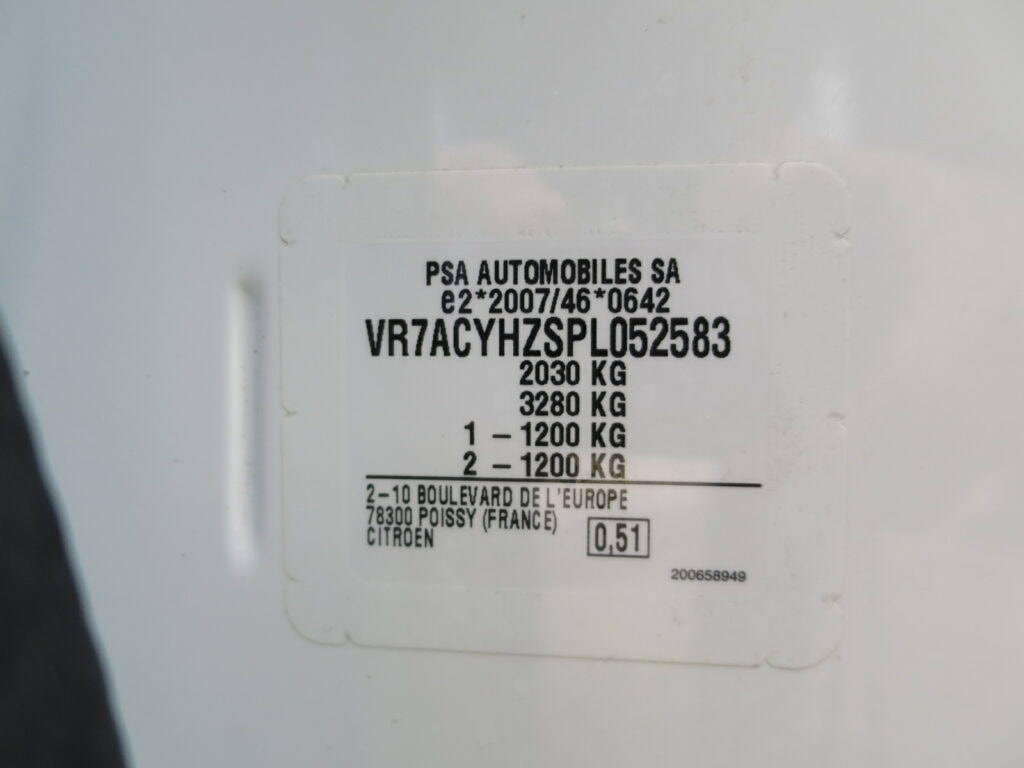 PSA AUTOMOBILES SA
e2*2007/46*0642
VR7ACYHZSPL052583
2030 KG
3280 KG
1 – 1200 KG
2 – 1200 KG
2–10 BOULEVARD DE L'EUROPE
78300 POISSY (FRANCE)
CITROEN
0,51
200658949